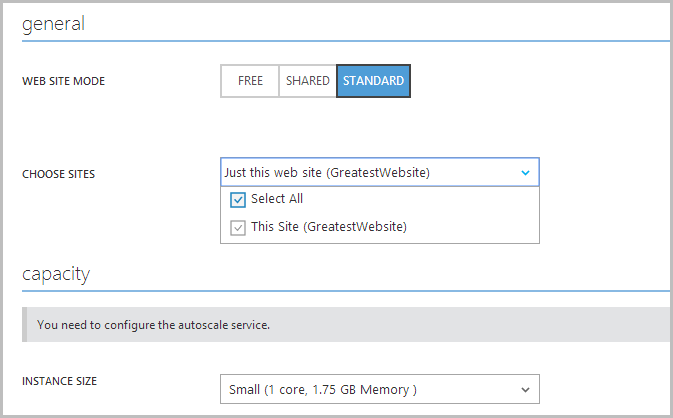 general
WEB SITE MODE
FREE SHARED STANDARD
CHOOSE SITES
Just this web site (GreatestWebsite)
Select All
This Site (GreatestWebsite)
capacity
You need to configure the autoscale service.
INSTANCE SIZE
Small (1 core, 1.75 GB Memory )